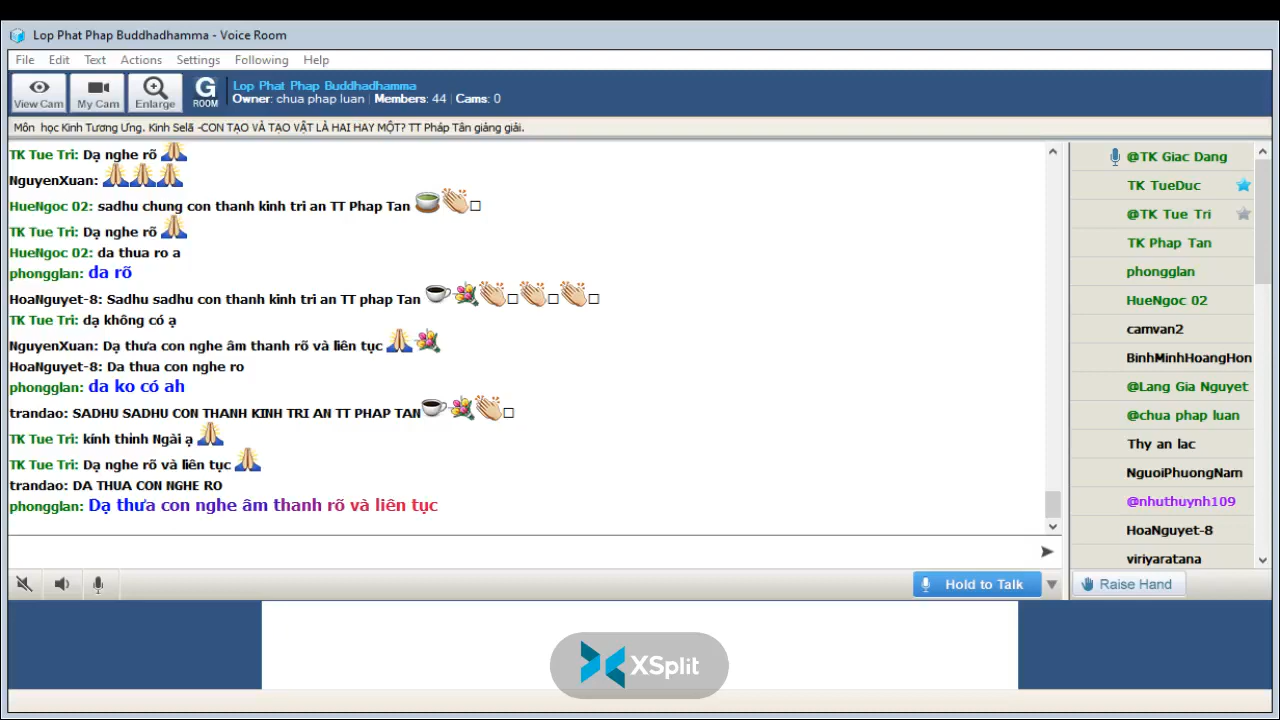 Lop Phat Phap Buddhadhamma - Voice Room
File Edit Text Actions Settings Following Help
View Cam My Cam Enlarge G ROOM
Lop Phat Phap Buddhadhamma
Owner: chua phap luan | Members: 44 | Cams: 0
Môn học Kinh Tương Ưng. Kinh Selā -CON TẠO VÀ TẠO VẬT LÀ HAI HAY MỘT? TT Pháp Tân giảng giải.
TK Tue Tri: Dạ nghe rõ
NguyenXuan:
HueNgoc 02: sadhu chung con thanh kinh tri an TT Phap Tan
TK Tue Tri: Dạ nghe rõ
HueNgoc 02: da thua ro a
phongglan: da rõ
HoaNguyet-8: Sadhu sadhu con thanh kinh tri an TT phap Tan
TK Tue Tri: dạ không có ạ
NguyenXuan: Dạ thưa con nghe âm thanh rõ và liên tục
HoaNguyet-8: Da thua con nghe ro
phongglan: da ko có ah
trandao: SADHU SADHU CON THANH KINH TRI AN TT PHAP TAN
TK Tue Tri: kính thỉnh Ngài ạ
TK Tue Tri: Dạ nghe rõ và liên tục
trandao: DA THUA CON NGHE RO
phongglan: Dạ thưa con nghe âm thanh rõ và liên tục
@TK Giac Dang
TK TueDuc
@TK Tue Tri
TK Phap Tan
phongglan
HueNgoc 02
camvan2
BinhMinhHoangHon
@Lang Gia Nguyet
@chua phap luan
Thy an lac
NguoiPhuongNam
@nhuthuynh109
HoaNguyet-8
viriyaratana
Hold to Talk
Raise Hand
XSplit